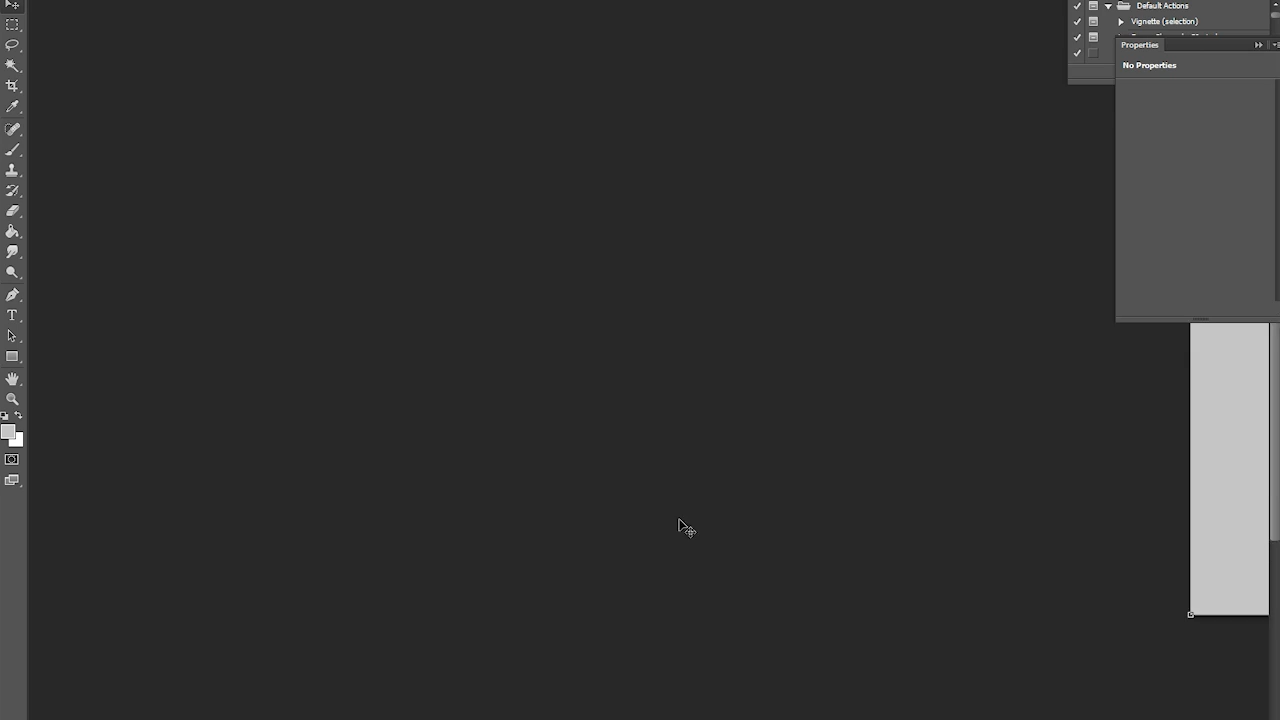 Default Actions
Vignette (selection)
Properties
No Properties